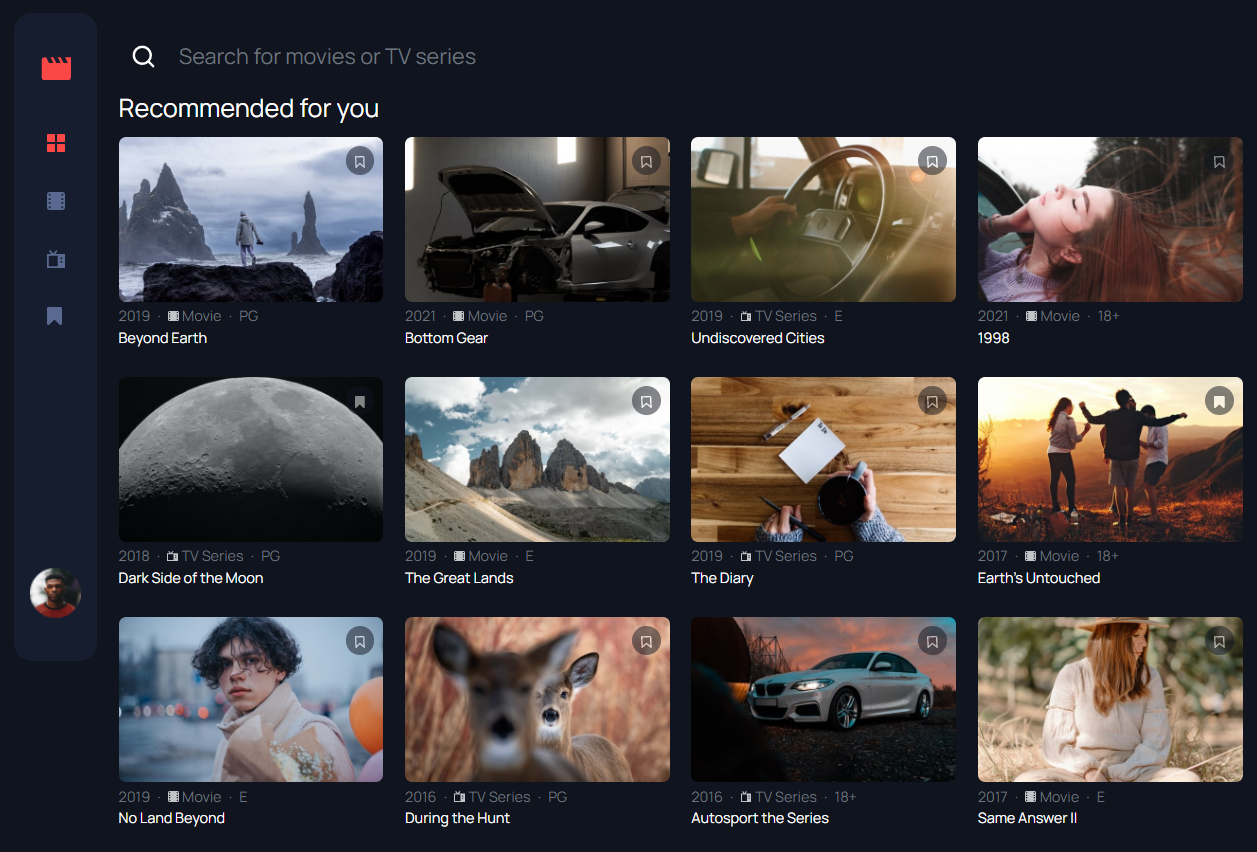 Search for movies or TV series
Recommended for you
2019 · Movie · PG
Beyond Earth
2021 · Movie · PG
Bottom Gear
2019 · TV Series · E
Undiscovered Cities
2021 · Movie · 18+
1998
2018 · TV Series · PG
Dark Side of the Moon
2019 · Movie · E
The Great Lands
2019 · TV Series · PG
The Diary
2017 · Movie · 18+
Earth's Untouched
2019 · Movie · E
No Land Beyond
2016 · TV Series · PG
During the Hunt
2016 · TV Series · 18+
Autosport the Series
2017 · Movie · E
Same Answer II